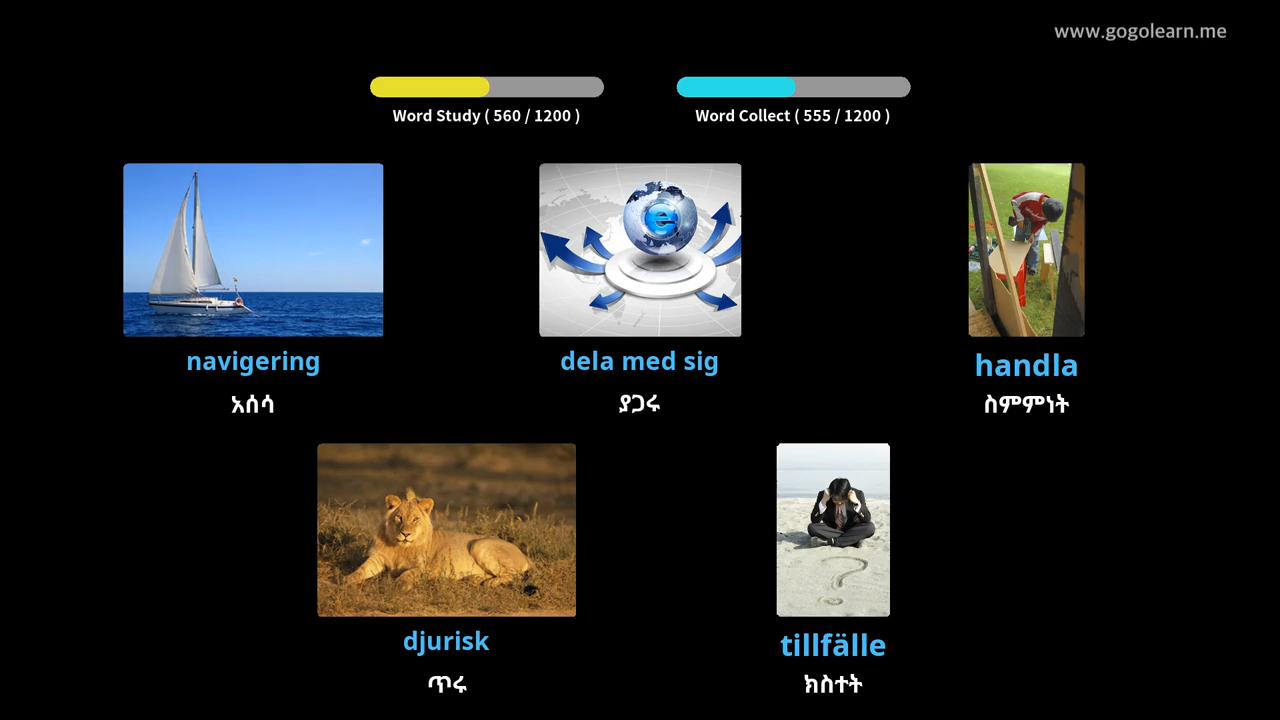 www.gogolearn.me
Word Study ( 560 / 1200 )
Word Collect ( 555 / 1200 )
e
navigering
dela med sig
handla
አሰሳ
ያጋሩ
ስምምነት
?
djurisk
tillfälle
ጥሩ
ክስተት